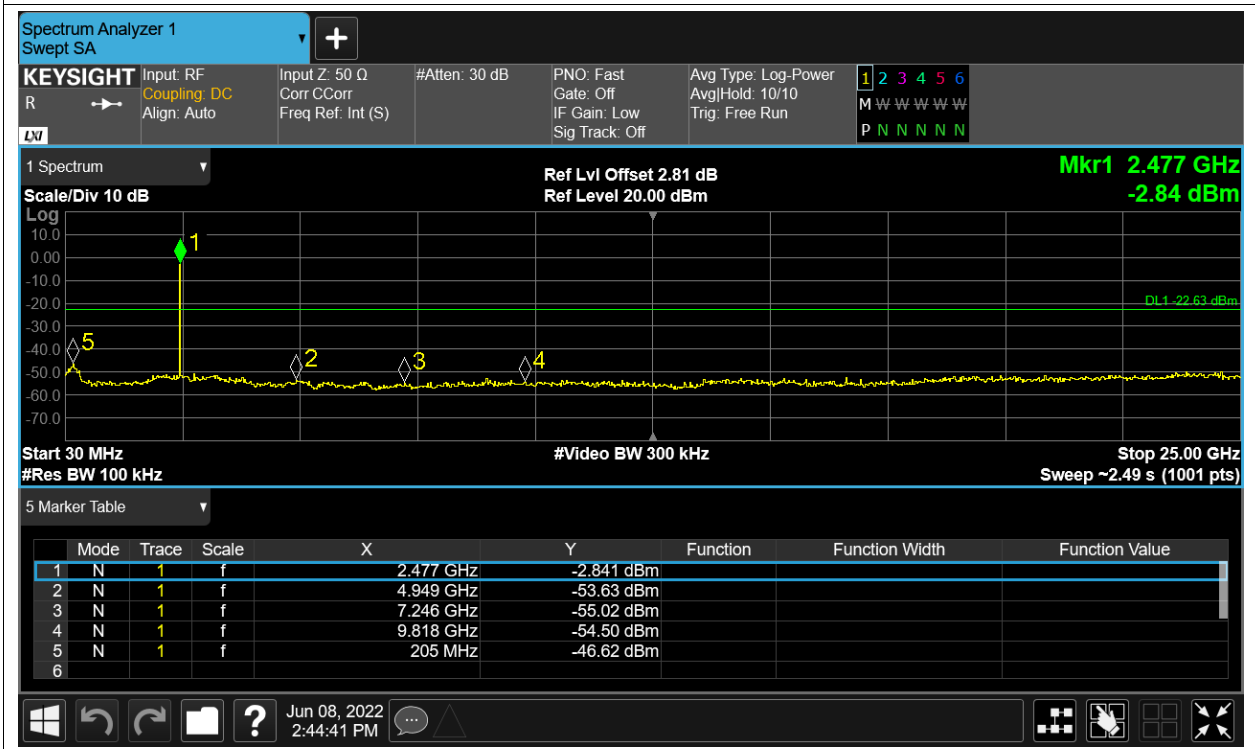 Spectrum Analyzer 1
Swept SA
KEYSIGHT Input: RF Input Z: 50 Ω #Atten: 30 dB PNO: Fast Avg Type: Log-Power 1 2 3 4 5 6
R Coupling: DC Corr CCorr Gate: Off Avg|Hold: 10/10 M W W W W W
Align: Auto Freq Ref: Int (S) IF Gain: Low Trig: Free Run
LXI Sig Track: Off P N N N N N
1 Spectrum Ref Lvl Offset 2.81 dB Mkr1 2.477 GHz
Scale/Div 10 dB Ref Level 20.00 dBm -2.84 dBm
Log
10.0
1
0.00
-10.0
-20.0 DL1 -22.63 dBm
-30.0
5
-40.0
2 3 4
-50.0
-60.0
-70.0
Start 30 MHz #Video BW 300 kHz Stop 25.00 GHz
#Res BW 100 kHz Sweep ~2.49 s (1001 pts)
5 Marker Table
Mode Trace Scale X Y Function Function Width Function Value
1 N 1 f 2.477 GHz -2.841 dBm
2 N 1 f 4.949 GHz -53.63 dBm
3 N 1 f 7.246 GHz -55.02 dBm
4 N 1 f 9.818 GHz -54.50 dBm
5 N 1 f 205 MHz -46.62 dBm
6
? Jun 08, 2022
2:44:41 PM